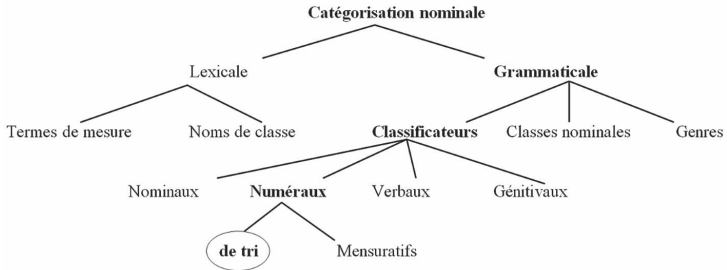 Catégorisation nominale
Lexicale Grammaticale
Termes de mesure Noms de classe Classificateurs Classes nominales Genres
Nominaux Numéraux Verbaux Génitivaux
de tri Mensuratifs